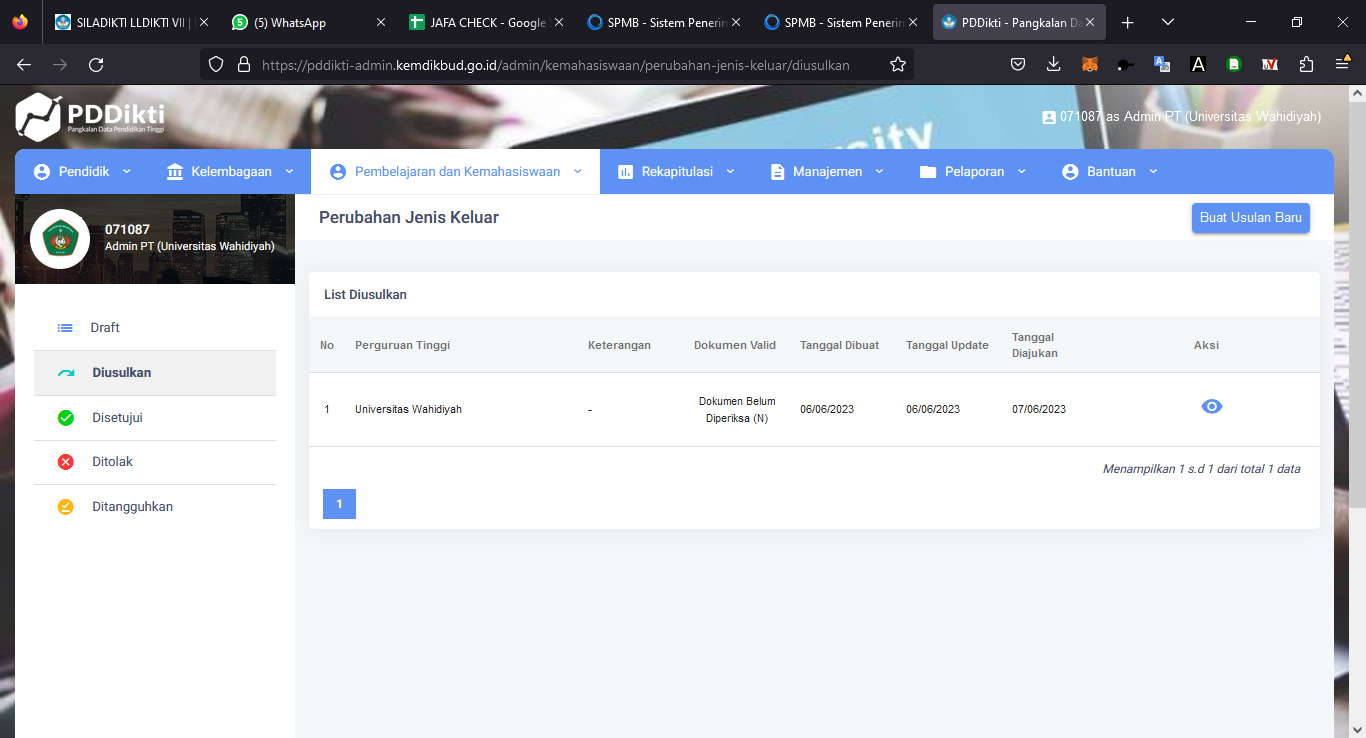 SILADIKTI LLDIKTI VII |
(5) WhatsApp
JAFA CHECK - Google S
SPMB - Sistem Penerim
SPMB - Sistem Penerim
PDDikti - Pangkalan Da
https://pddikti-admin.kemdikbud.go.id/admin/kemahasiswaan/perubahan-jenis-keluar/diusulkan
PDDikti
Pangkalan Data Pendidikan Tinggi
071087 as Admin PT (Universitas Wahidiyah)
Pendidik
Kelembagaan
Pembelajaran dan Kemahasiswaan
Rekapitulasi
Manajemen
Pelaporan
Bantuan
071087
Admin PT (Universitas Wahidiyah)
Perubahan Jenis Keluar
Buat Usulan Baru
Draft
Diusulkan
Disetujui
Ditolak
Ditangguhkan
List Diusulkan
No Perguruan Tinggi Keterangan Dokumen Valid Tanggal Dibuat Tanggal Update Tanggal Diajukan Aksi
1 Universitas Wahidiyah - Dokumen Belum Diperiksa (N) 06/06/2023 06/06/2023 07/06/2023
Menampilkan 1 s.d 1 dari total 1 data
1